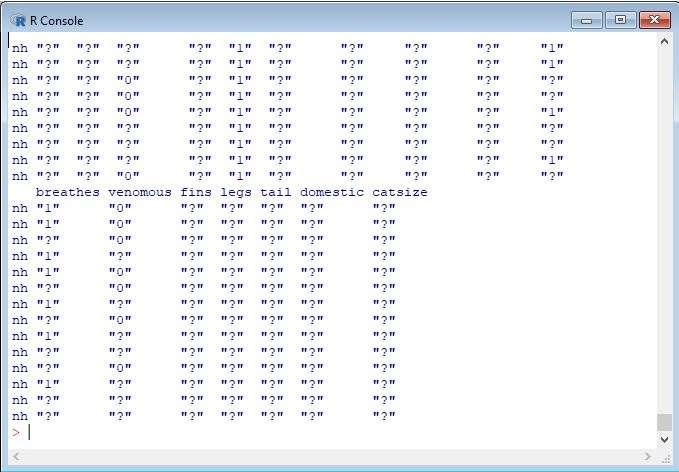 R Console
nh "?" "?" "?" "?" "1" "?" "?" "?" "?" "1"
nh "?" "?" "?" "?" "1" "?" "?" "?" "?" "1"
nh "?" "?" "0" "?" "1" "?" "?" "?" "?" "?"
nh "?" "?" "0" "?" "1" "?" "?" "?" "?" "?"
nh "?" "?" "0" "?" "1" "?" "?" "?" "?" "1"
nh "?" "?" "?" "?" "1" "?" "?" "?" "?" "?"
nh "?" "?" "?" "?" "1" "?" "?" "?" "?" "?"
nh "?" "?" "?" "?" "1" "?" "?" "?" "?" "1"
nh "?" "?" "0" "?" "1" "?" "?" "?" "?" "?"
breathes venomous fins legs tail domestic catsize
nh "1" "0" "?" "?" "?" "?" "?"
nh "1" "0" "?" "?" "?" "?" "?"
nh "?" "0" "?" "?" "?" "?" "?"
nh "1" "?" "?" "?" "?" "?" "?"
nh "1" "0" "?" "?" "?" "?" "?"
nh "?" "0" "?" "?" "?" "?" "?"
nh "1" "?" "?" "?" "?" "?" "?"
nh "?" "0" "?" "?" "?" "?" "?"
nh "1" "?" "?" "?" "?" "?" "?"
nh "?" "?" "?" "?" "?" "?" "?"
nh "?" "0" "?" "?" "?" "?" "?"
nh "1" "?" "?" "?" "?" "?" "?"
nh "?" "?" "?" "?" "?" "?" "?"
nh "?" "?" "?" "?" "?" "?" "?"
>